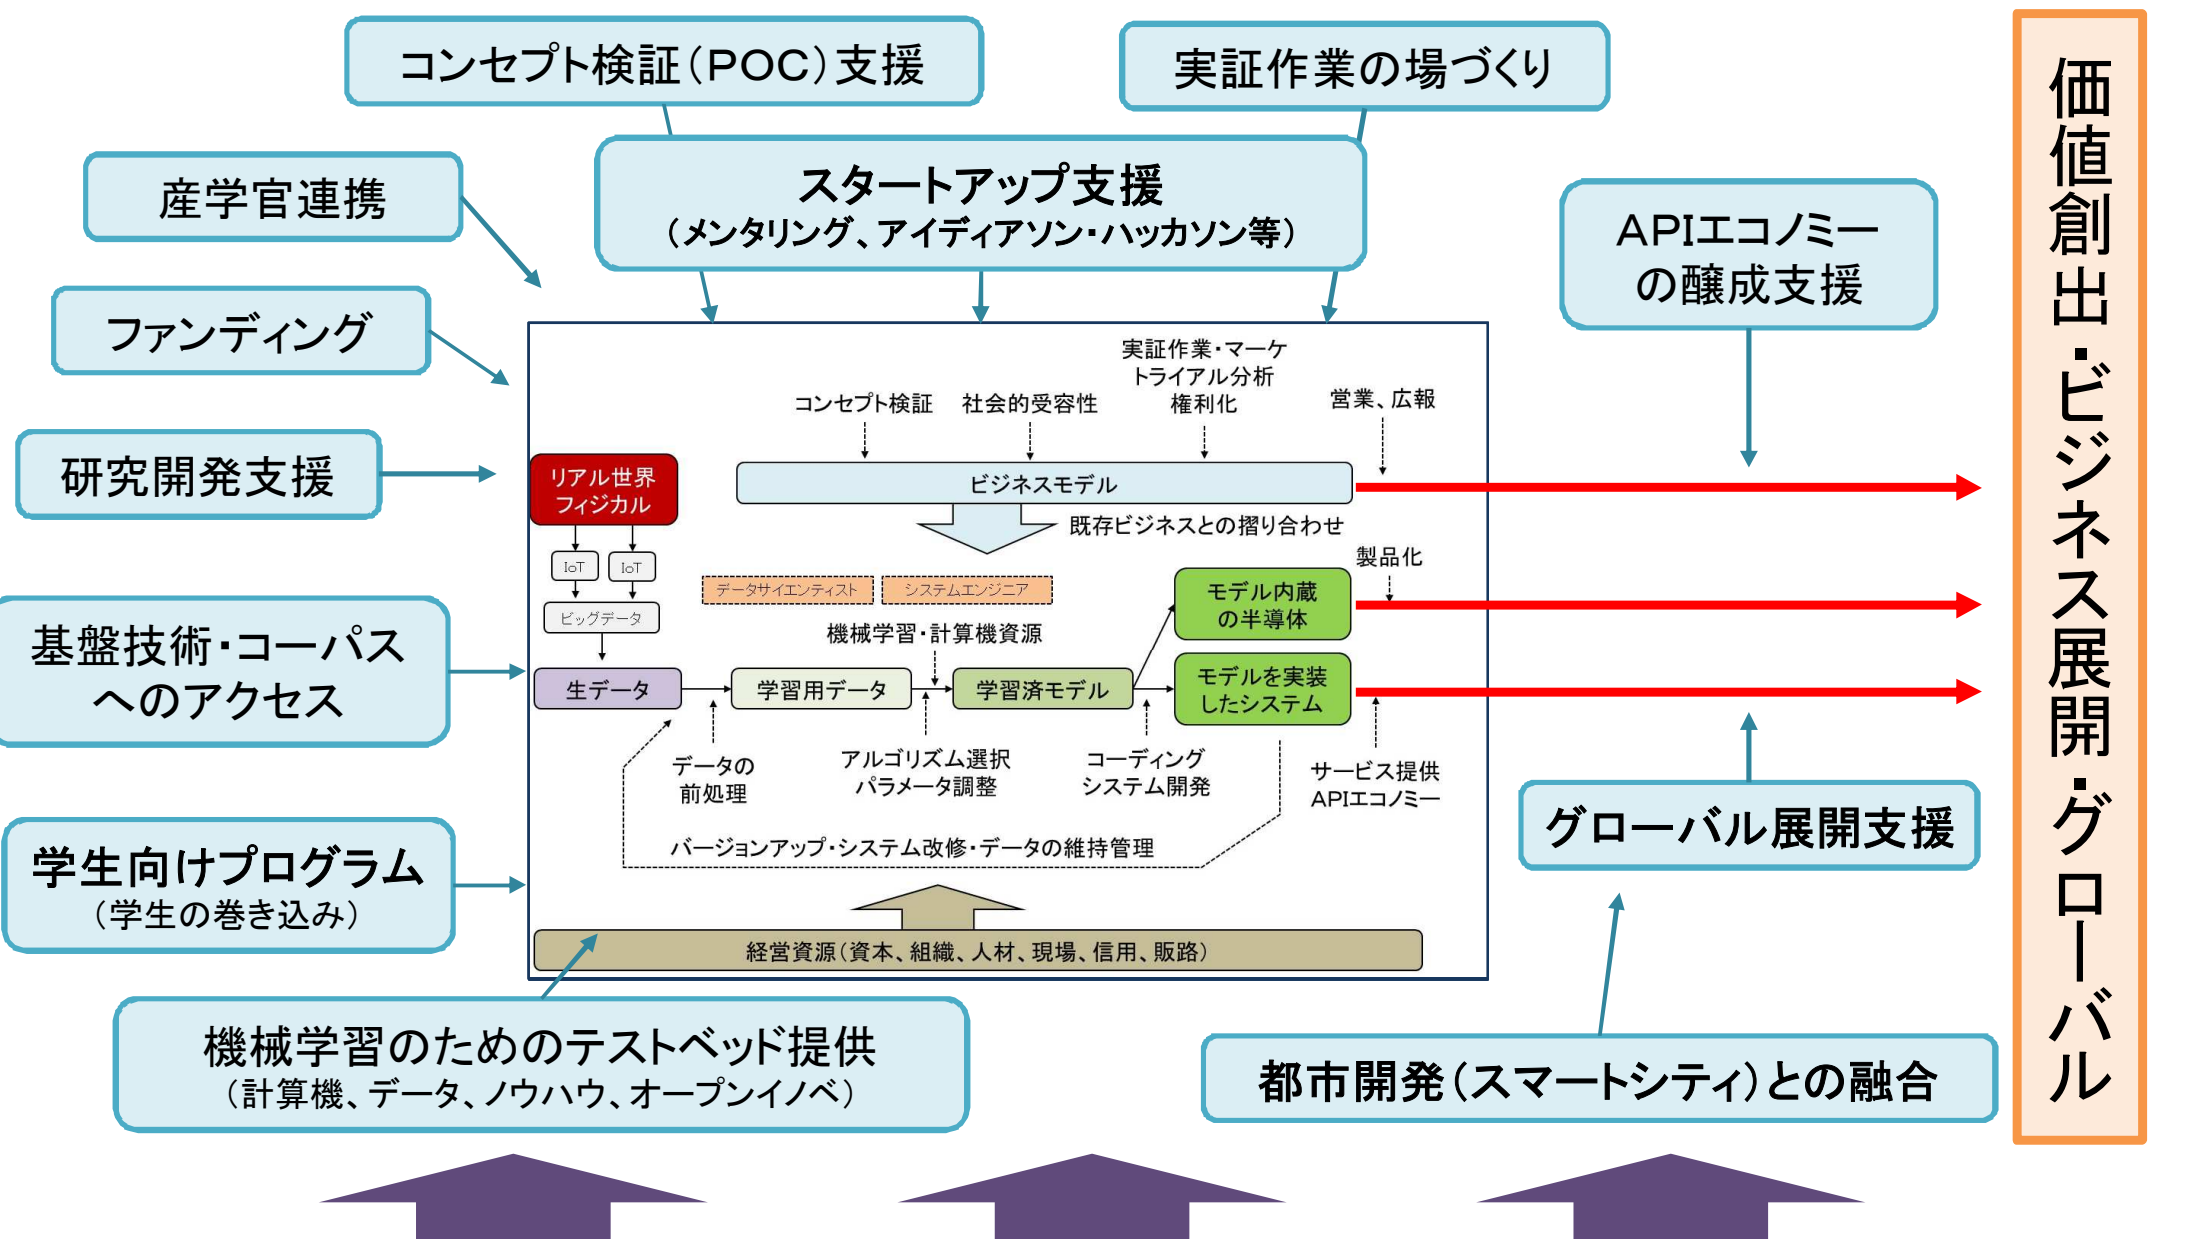 コンセプト検証（POC）支援
実証作業の場づくり
産学官連携
スタートアップ支援
（メンタリング、アイディアソン・ハッカソン等）
APIエコノミー
の醸成支援
ファンディング
研究開発支援
基盤技術・コーパス
へのアクセス
学生向けプログラム
（学生の巻き込み）
実証作業・マーケ
トライアル分析
権利化
コンセプト検証
社会的受容性
営業、広報
リアル世界
フィジカル
ビジネスモデル
既存ビジネスとの摺り合わせ
IoT
IoT
ビッグデータ
データサイエンティスト
システムエンジニア
製品化
モデル内蔵
の半導体
機械学習・計算機資源
生データ
学習用データ
学習済モデル
モデルを実装
したシステム
データの
前処理
アルゴリズム選択
パラメータ調整
コーディング
システム開発
サービス提供
APIエコノミー
バージョンアップ・システム改修・データの維持管理
経営資源（資本、組織、人材、現場、信用、販路）
グローバル展開支援
機械学習のためのテストベッド提供
（計算機、データ、ノウハウ、オープンイノベ）
都市開発（スマートシティ）との融合
価値創出・ビジネス展開・グローバル